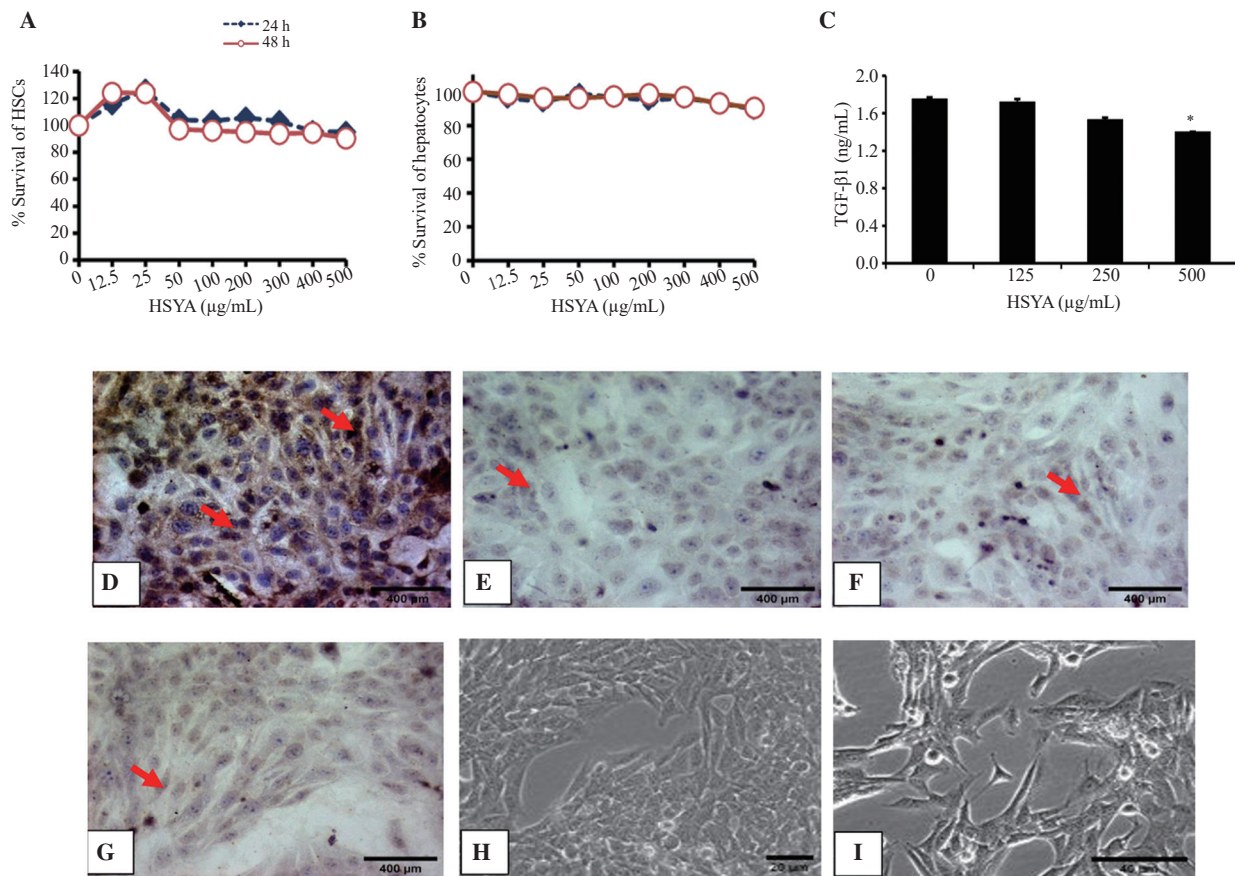 A
24 h
48 h
% Survival of HSCs
140
120
100
80
60
40
20
0
0 12.5 25 50 100 200 300 400 500
HSYA (µg/mL)
B
% Survival of hepatocytes
100
80
60
40
20
0
0 12.5 25 50 100 200 300 400 500
HSYA (µg/mL)
C
TGF-β1 (ng/mL)
2.0
1.6
1.2
0.8
0.4
0.0
*
0 125 250 500
HSYA (µg/mL)
D
400 µm
E
400 µm
F
400 µm
G
400 µm
H
20 µm
I
40 µm